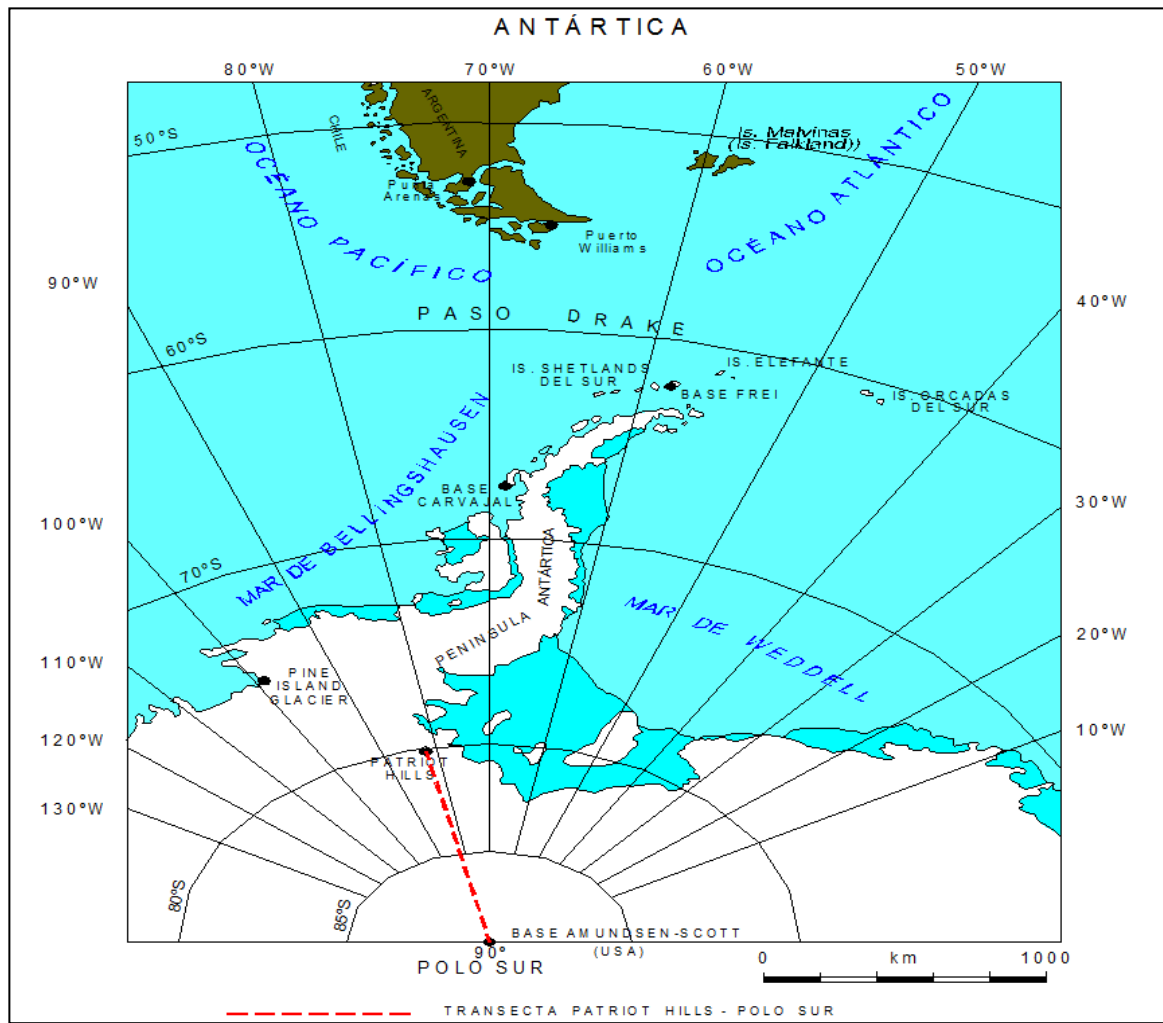 ANTÁRTICA
80°W
70°W
60°W
50°W
50°S
CHILE
ARGENTINA
Is. Malvinas
(Is. Falkland))
OCÉANO PACÍFICO
OCÉANO ATLÁNTICO
Punta
Arenas
Puerto
Williams
90°W
40°W
PASO DRAKE
60°S
IS. SHETLANDS
DEL SUR
IS. ELEFANTE
BASE FREI
IS. ORCADAS
DEL SUR
MAR DE BELLINGSHAUSEN
BASE
CARVAJAL
30°W
100°W
70°S
PENINSULA
ANTÁRTICA
MAR DE WEDDELL
20°W
110°W
PINE
ISLAND
GLACIER
10°W
120°W
PATRIOT
HILLS
130°W
80°S
85°S
BASE AMUNDSEN-SCOTT
(USA)
90°
POLO SUR
0 km 1000
TRANSECTA PATRIOT HILLS - POLO SUR